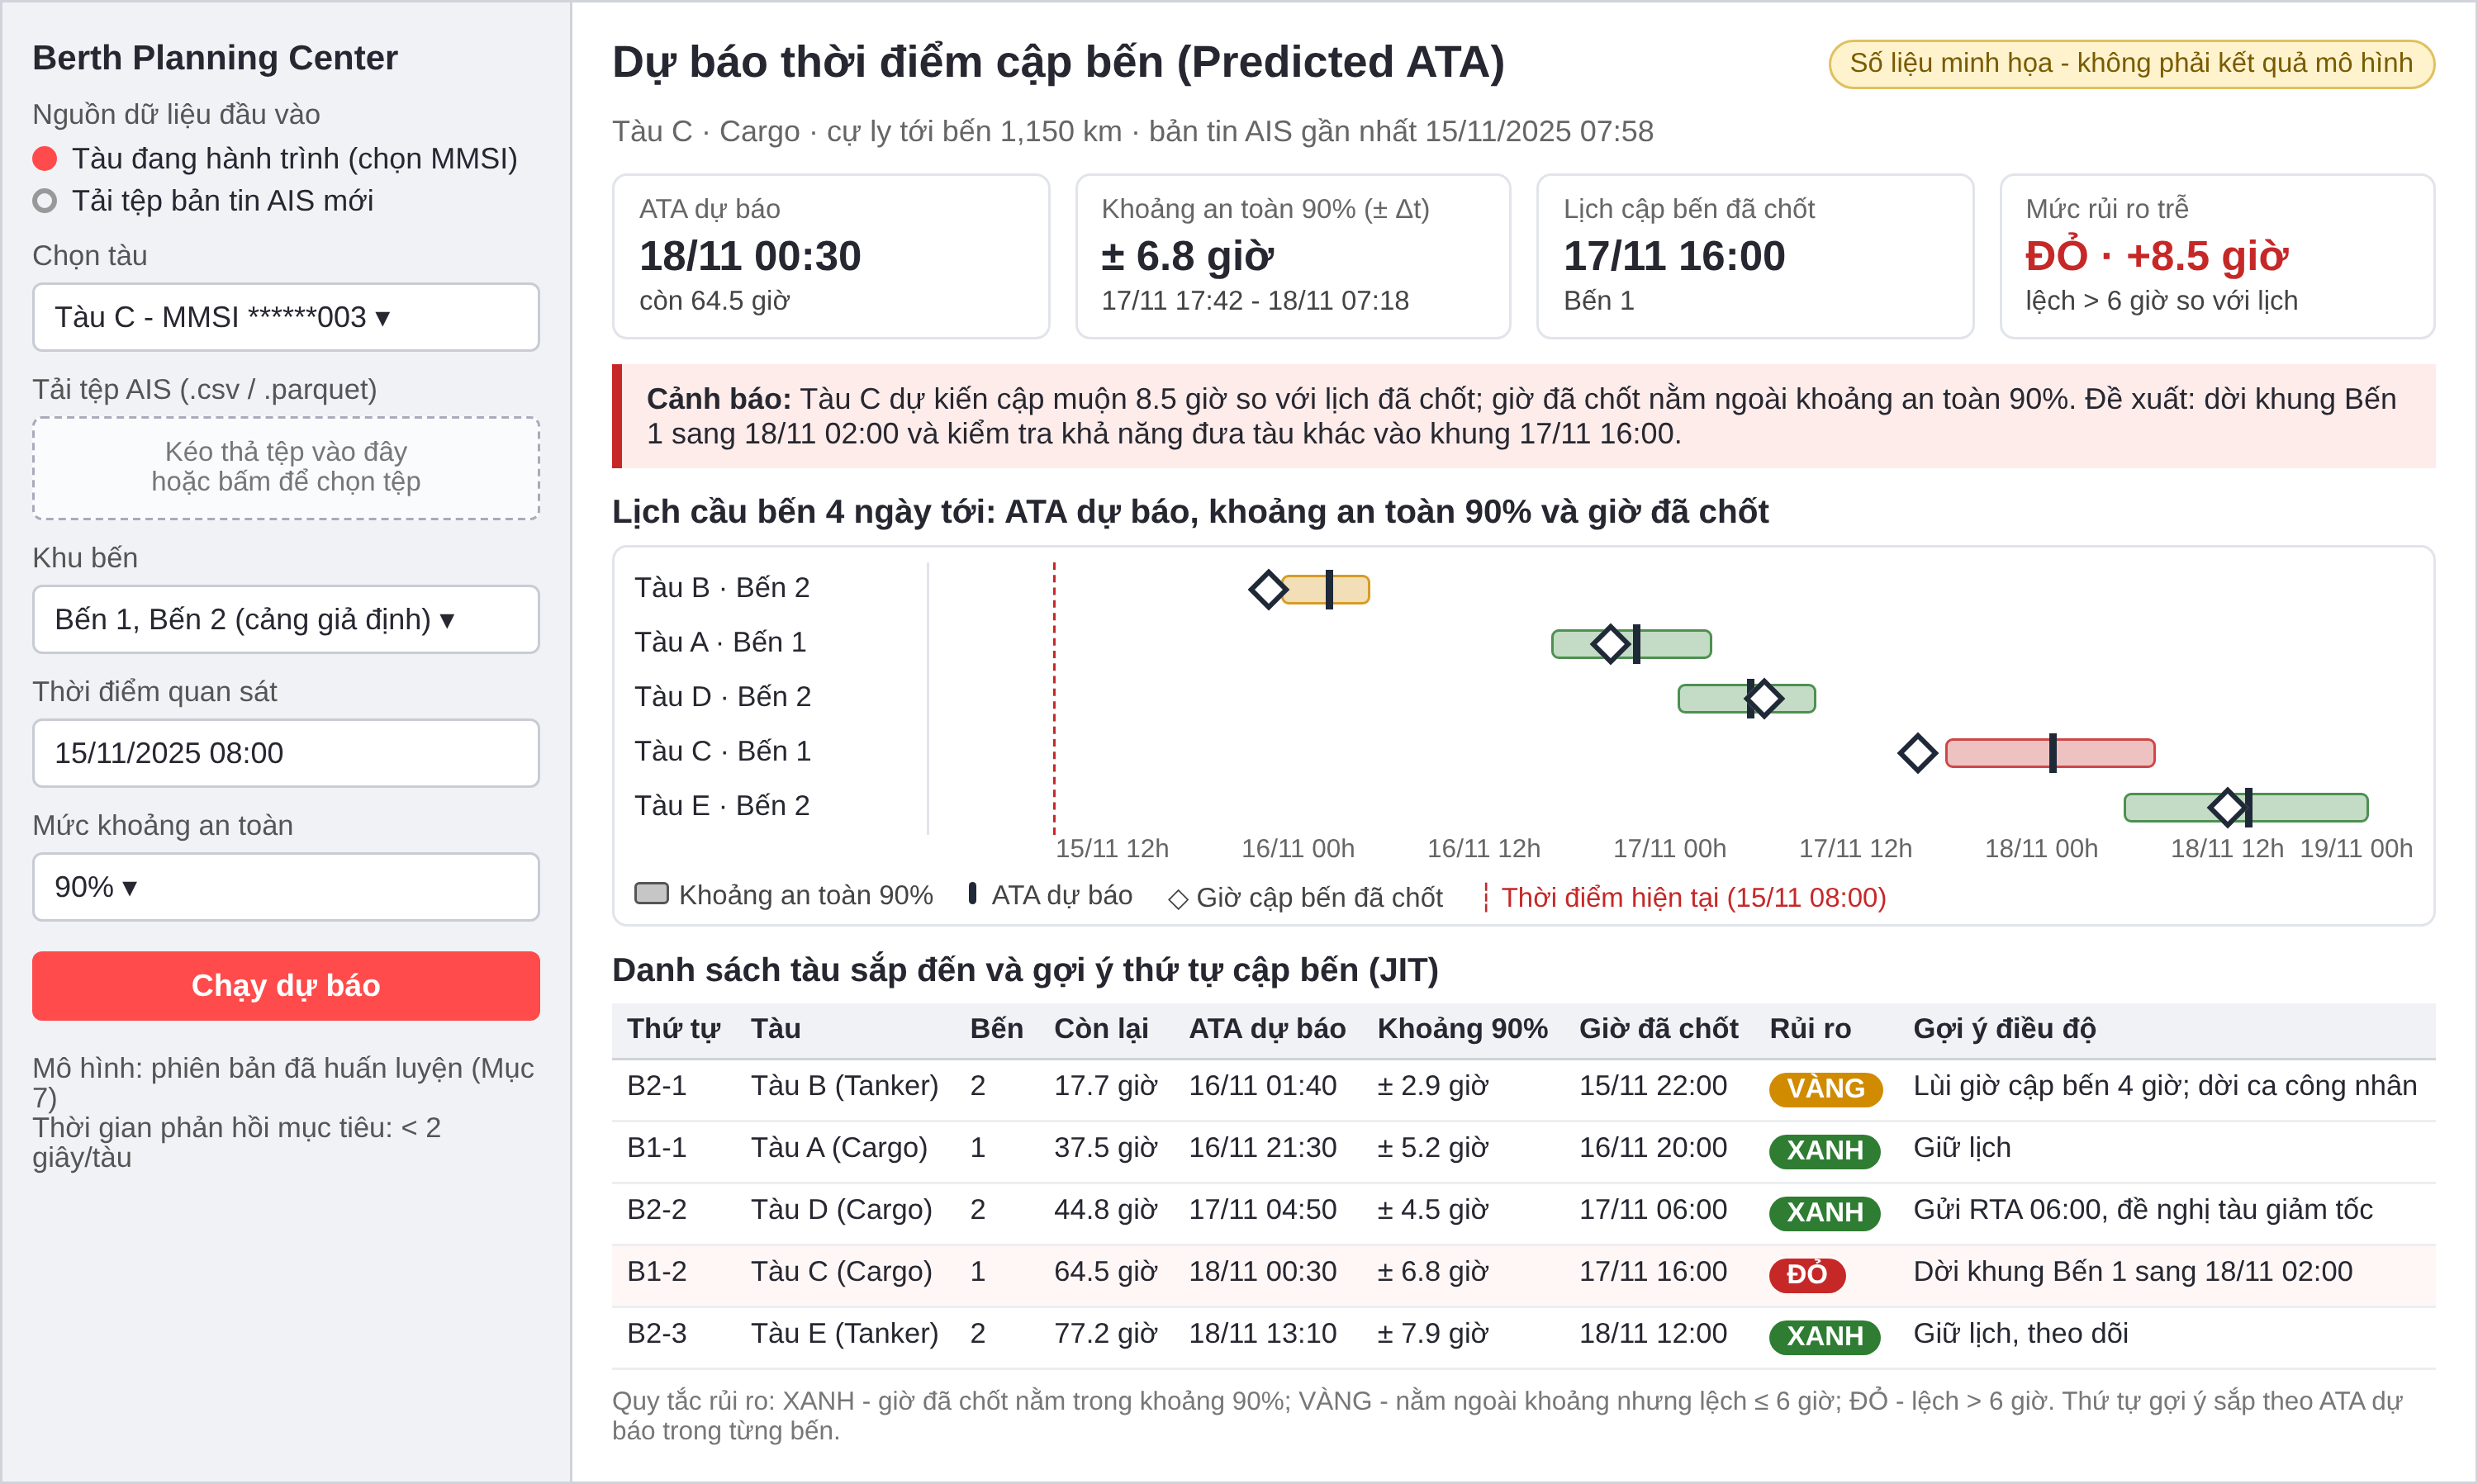 Berth Planning Center
Nguồn dữ liệu đầu vào
Tàu đang hành trình (chọn MMSI)
Tải tệp bản tin AIS mới
Chọn tàu
Tàu C - MMSI ******003 ▾
Tải tệp AIS (.csv / .parquet)
Kéo thả tệp vào đây
hoặc bấm để chọn tệp
Khu bến
Bến 1, Bến 2 (cảng giả định) ▾
Thời điểm quan sát
15/11/2025 08:00
Mức khoảng an toàn
90% ▾
Chạy dự báo
Mô hình: phiên bản đã huấn luyện (Mục
7)
Thời gian phản hồi mục tiêu: < 2
giây/tàu
Dự báo thời điểm cập bến (Predicted ATA)
Số liệu minh họa - không phải kết quả mô hình
Tàu C · Cargo · cự ly tới bến 1,150 km · bản tin AIS gần nhất 15/11/2025 07:58
ATA dự báo
18/11 00:30
còn 64.5 giờ
Khoảng an toàn 90% (± Δt)
± 6.8 giờ
17/11 17:42 - 18/11 07:18
Lịch cập bến đã chốt
17/11 16:00
Bến 1
Mức rủi ro trễ
ĐỎ · +8.5 giờ
lệch > 6 giờ so với lịch
Cảnh báo: Tàu C dự kiến cập muộn 8.5 giờ so với lịch đã chốt; giờ đã chốt nằm ngoài khoảng an toàn 90%. Đề xuất: dời khung Bến
1 sang 18/11 02:00 và kiểm tra khả năng đưa tàu khác vào khung 17/11 16:00.
Lịch cầu bến 4 ngày tới: ATA dự báo, khoảng an toàn 90% và giờ đã chốt
Tàu B · Bến 2
Tàu A · Bến 1
Tàu D · Bến 2
Tàu C · Bến 1
Tàu E · Bến 2
15/11 12h 16/11 00h 16/11 12h 17/11 00h 17/11 12h 18/11 00h 18/11 12h 19/11 00h
Khoảng an toàn 90% ATA dự báo ◇ Giờ cập bến đã chốt ¦ Thời điểm hiện tại (15/11 08:00)
Danh sách tàu sắp đến và gợi ý thứ tự cập bến (JIT)
Thứ tự Tàu Bến Còn lại ATA dự báo Khoảng 90% Giờ đã chốt Rủi ro Gợi ý điều độ
B2-1 Tàu B (Tanker) 2 17.7 giờ 16/11 01:40 ± 2.9 giờ 15/11 22:00 VÀNG Lùi giờ cập bến 4 giờ; dời ca công nhân
B1-1 Tàu A (Cargo) 1 37.5 giờ 16/11 21:30 ± 5.2 giờ 16/11 20:00 XANH Giữ lịch
B2-2 Tàu D (Cargo) 2 44.8 giờ 17/11 04:50 ± 4.5 giờ 17/11 06:00 XANH Gửi RTA 06:00, đề nghị tàu giảm tốc
B1-2 Tàu C (Cargo) 1 64.5 giờ 18/11 00:30 ± 6.8 giờ 17/11 16:00 ĐỎ Dời khung Bến 1 sang 18/11 02:00
B2-3 Tàu E (Tanker) 2 77.2 giờ 18/11 13:10 ± 7.9 giờ 18/11 12:00 XANH Giữ lịch, theo dõi
Quy tắc rủi ro: XANH - giờ đã chốt nằm trong khoảng 90%; VÀNG - nằm ngoài khoảng nhưng lệch ≤ 6 giờ; ĐỎ - lệch > 6 giờ. Thứ tự gợi ý sắp theo ATA dự
báo trong từng bến.